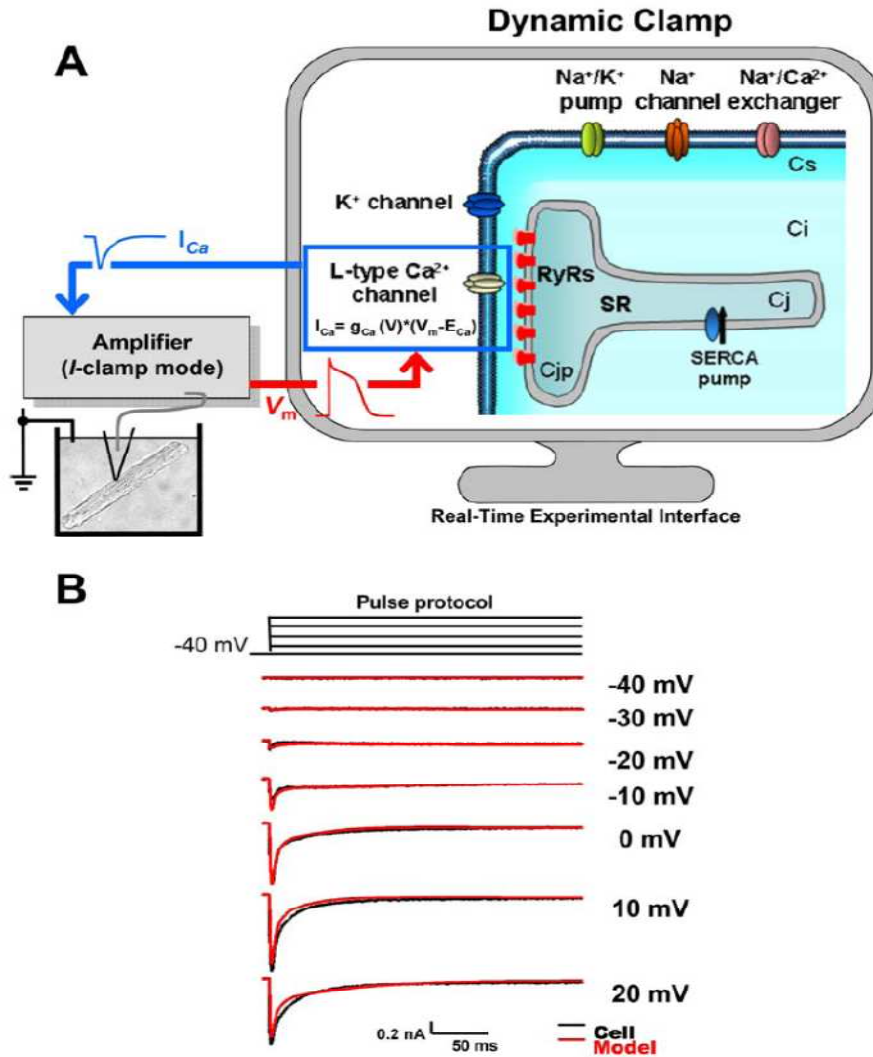 Dynamic Clamp
A
Na⁺/K⁺ pump
Na⁺ channel
Na⁺/Ca²⁺ exchanger
Cs
K⁺ channel
Ci
I_Ca
L-type Ca²⁺
channel
I_Ca= g_Ca (V)*(V_m-E_Ca)
RyRs
SR
Cj
Cjp
SERCA
pump
Amplifier
(I-clamp mode)
V_m
Real-Time Experimental Interface
B
Pulse protocol
-40 mV
-40 mV
-30 mV
-20 mV
-10 mV
0 mV
10 mV
20 mV
0.2 nA
50 ms
Cell
Model